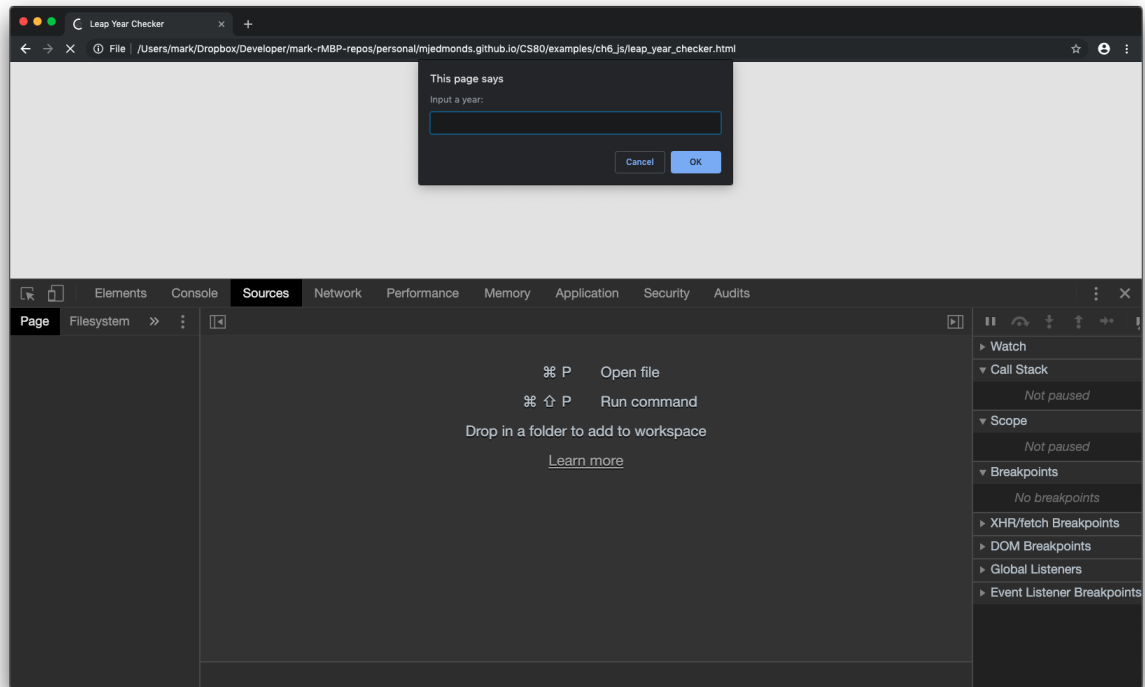 Leap Year Checker
File | /Users/mark/Dropbox/Developer/mark-rMBP-repos/personal/mjedmonds.github.io/CS80/examples/ch6_js/leap_year_checker.html
This page says
Input a year:
Cancel OK
Elements Console Sources Network Performance Memory Application Security Audits
Page Filesystem »
⌘ P Open file
⌘ ⇧ P Run command
Drop in a folder to add to workspace
Learn more
Watch
Call Stack
Not paused
Scope
Not paused
Breakpoints
No breakpoints
XHR/fetch Breakpoints
DOM Breakpoints
Global Listeners
Event Listener Breakpoints